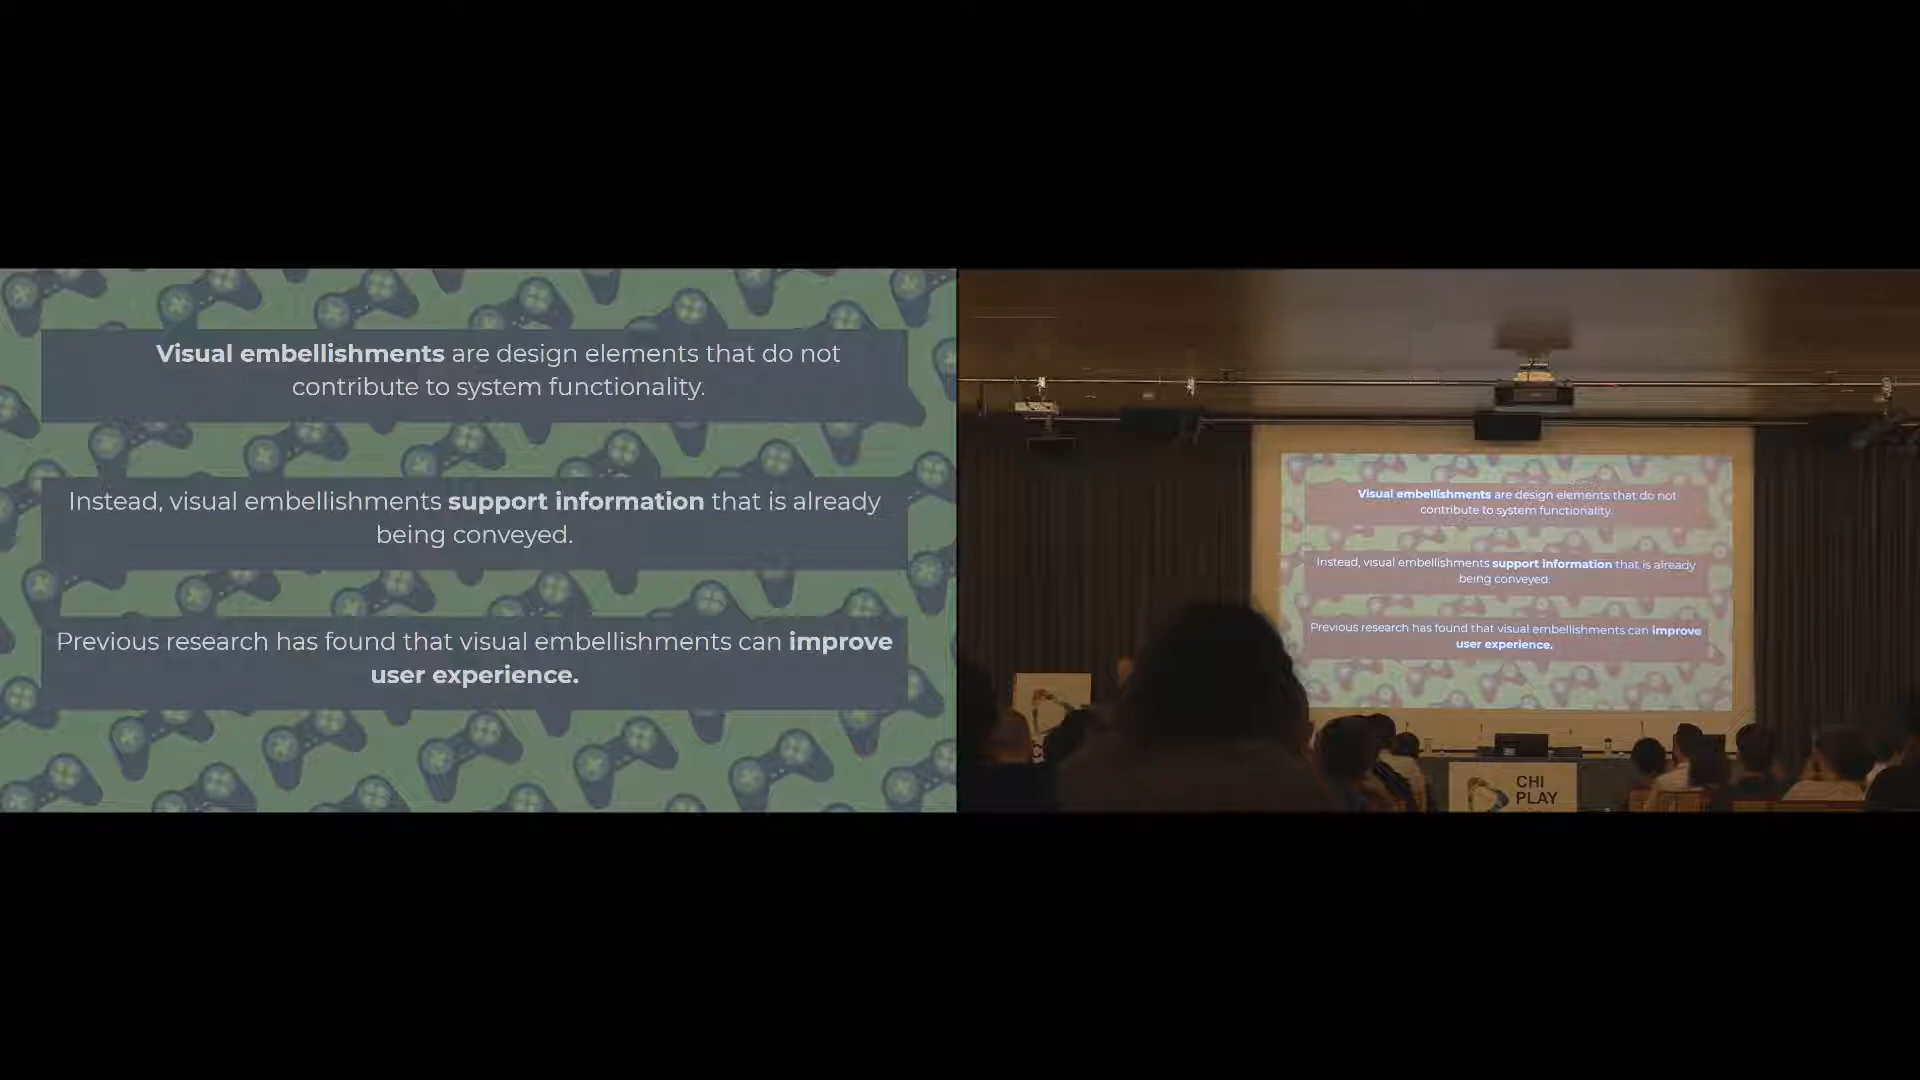 Visual embellishments are design elements that do not
contribute to system functionality.
Instead, visual embellishments support information that is already
being conveyed.
Previous research has found that visual embellishments can improve
user experience.
Visual embellishments are design elements that do not
contribute to system functionality.
Instead, visual embellishments support information that is already
being conveyed.
Previous research has found that visual embellishments can improve
user experience.
CHI
PLAY